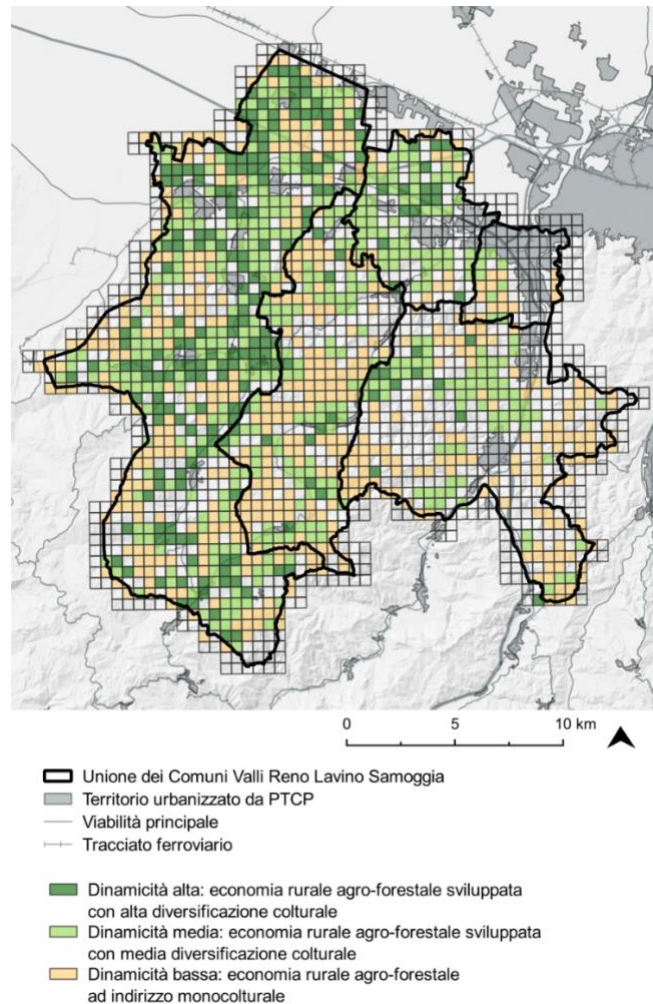 0 5 10 km
Unione dei Comuni Valli Reno Lavino Samoggia
Territorio urbanizzato da PTCP
Viabilità principale
Tracciato ferroviario
Dinamicità alta: economia rurale agro-forestale sviluppata
con alta diversificazione colturale
Dinamicità media: economia rurale agro-forestale sviluppata
con media diversificazione colturale
Dinamicità bassa: economia rurale agro-forestale
ad indirizzo monocolturale